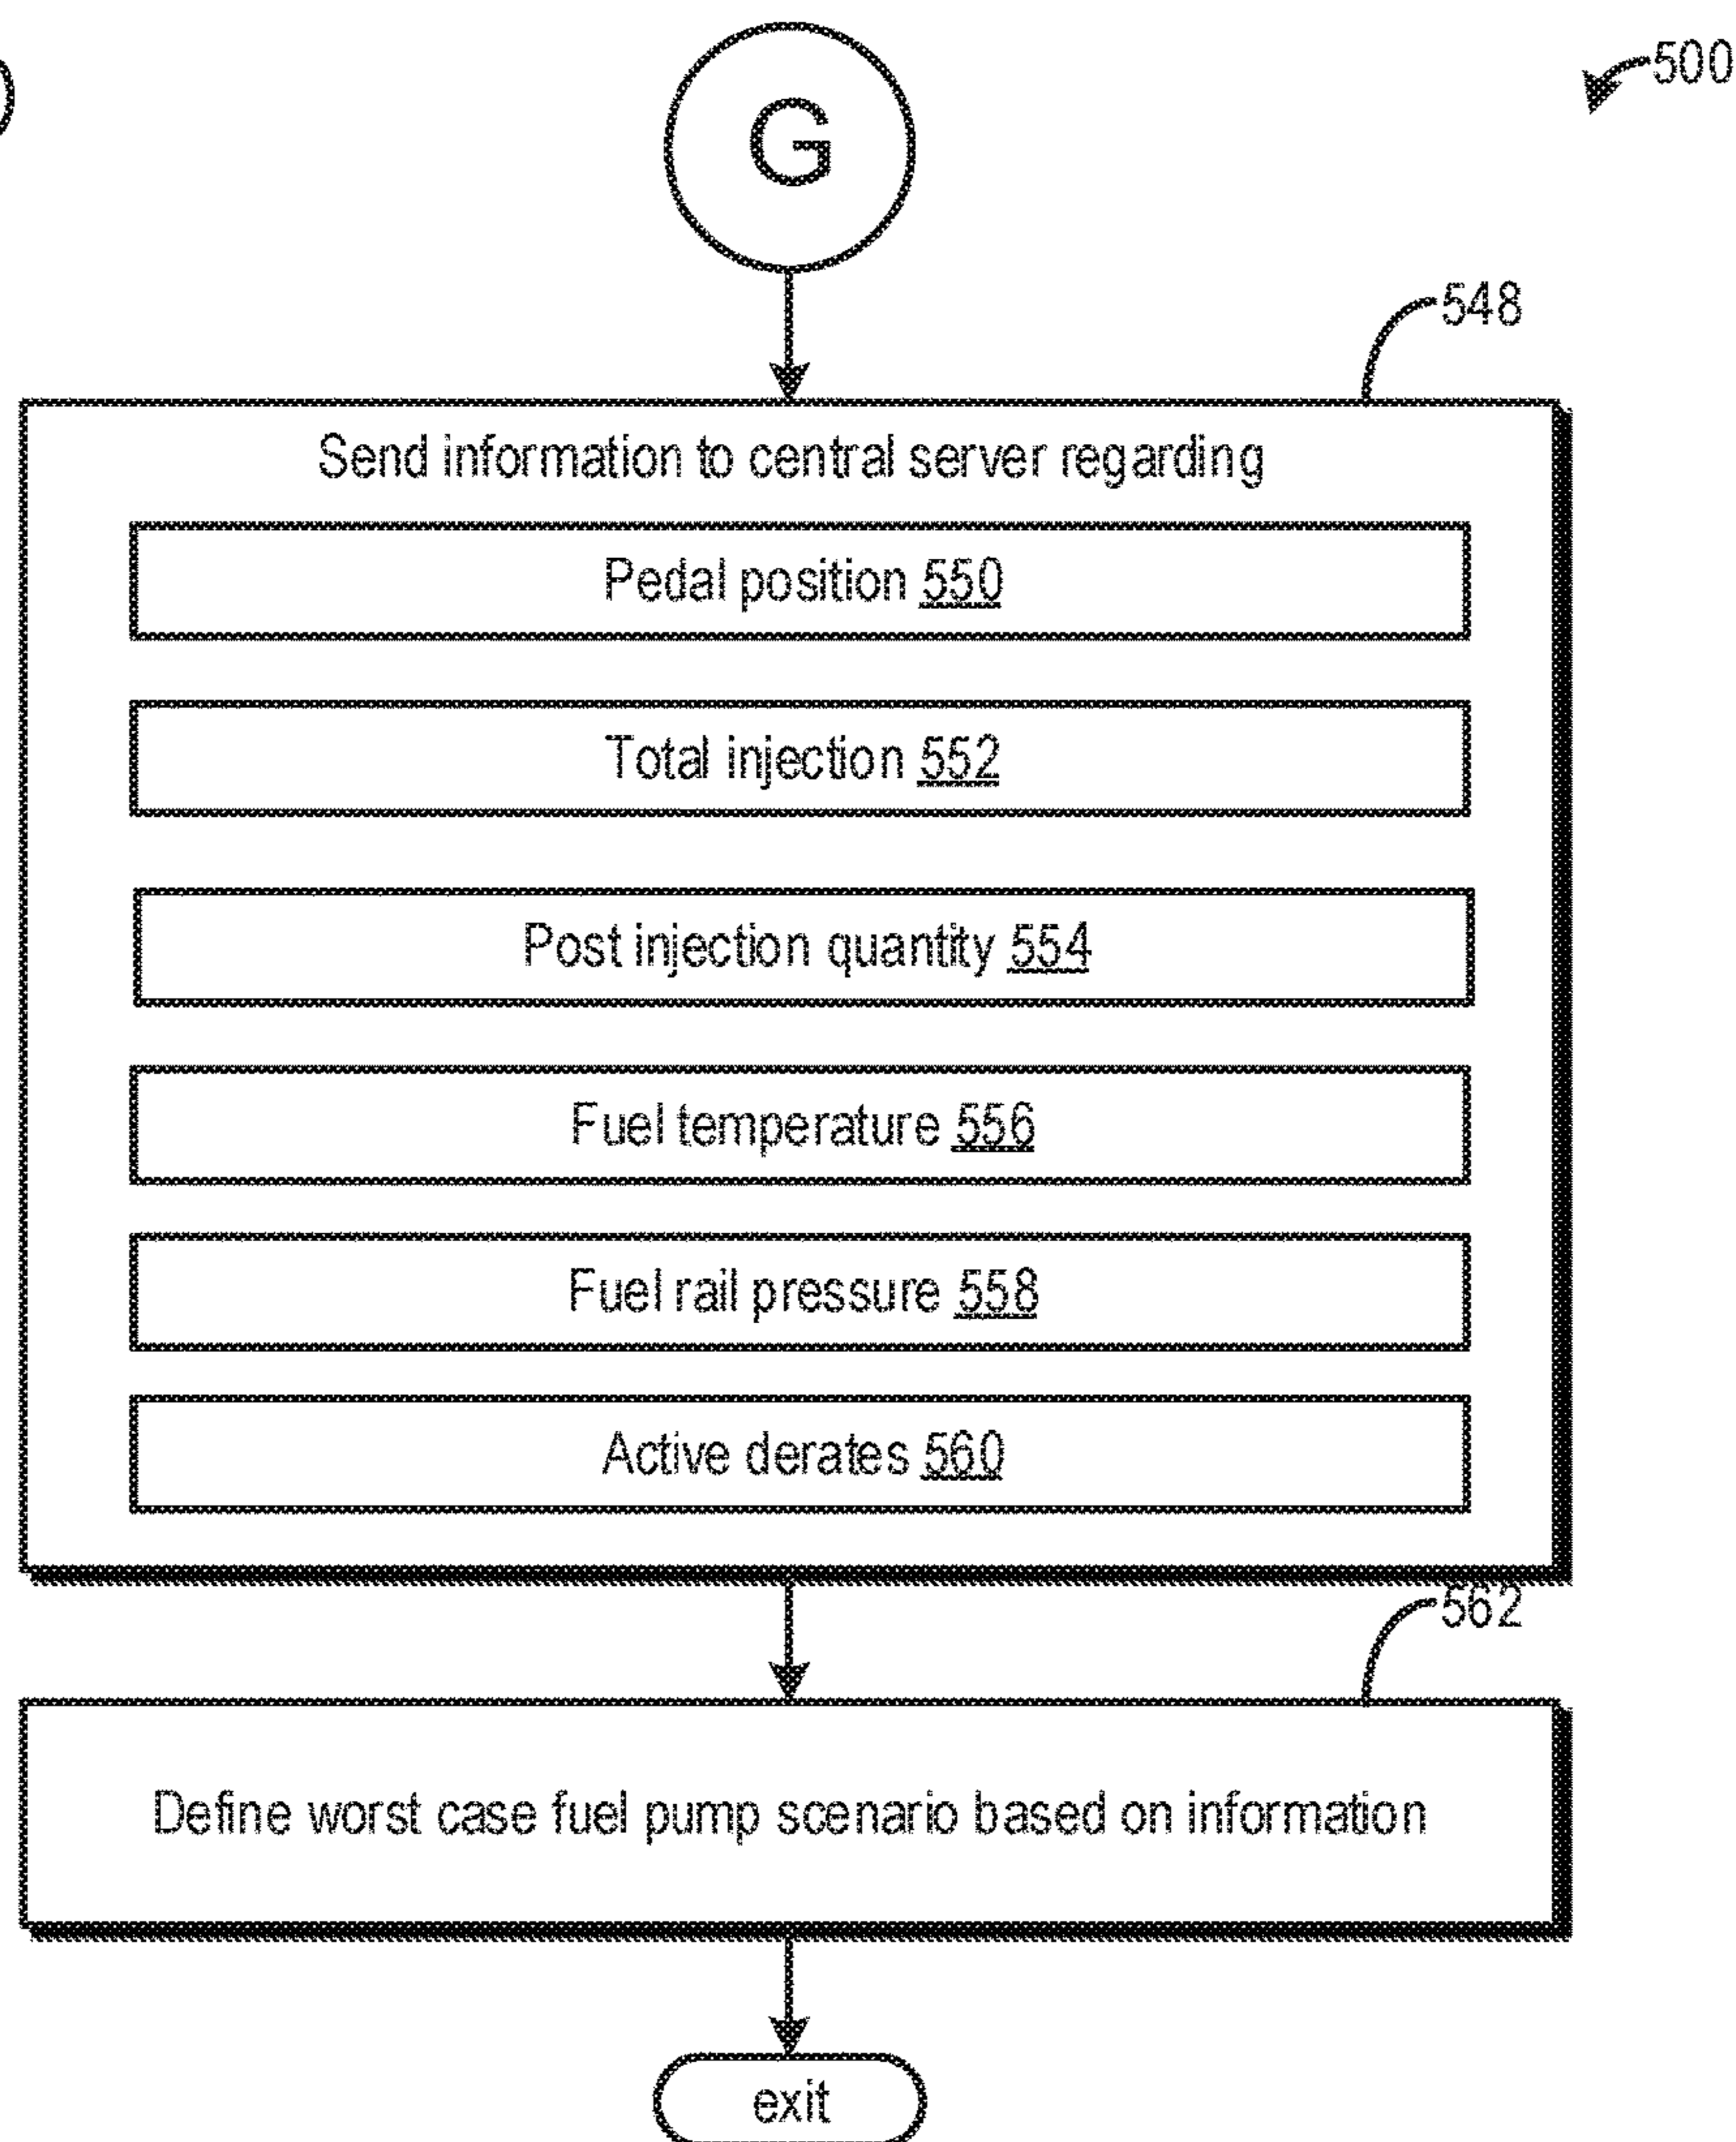 500
G
548
Send information to central server regarding
Pedal position 550
Total injection 552
Post injection quantity 554
Fuel temperature 556
Fuel rail pressure 558
Active derates 560
562
Define worst case fuel pump scenario based on information
exit